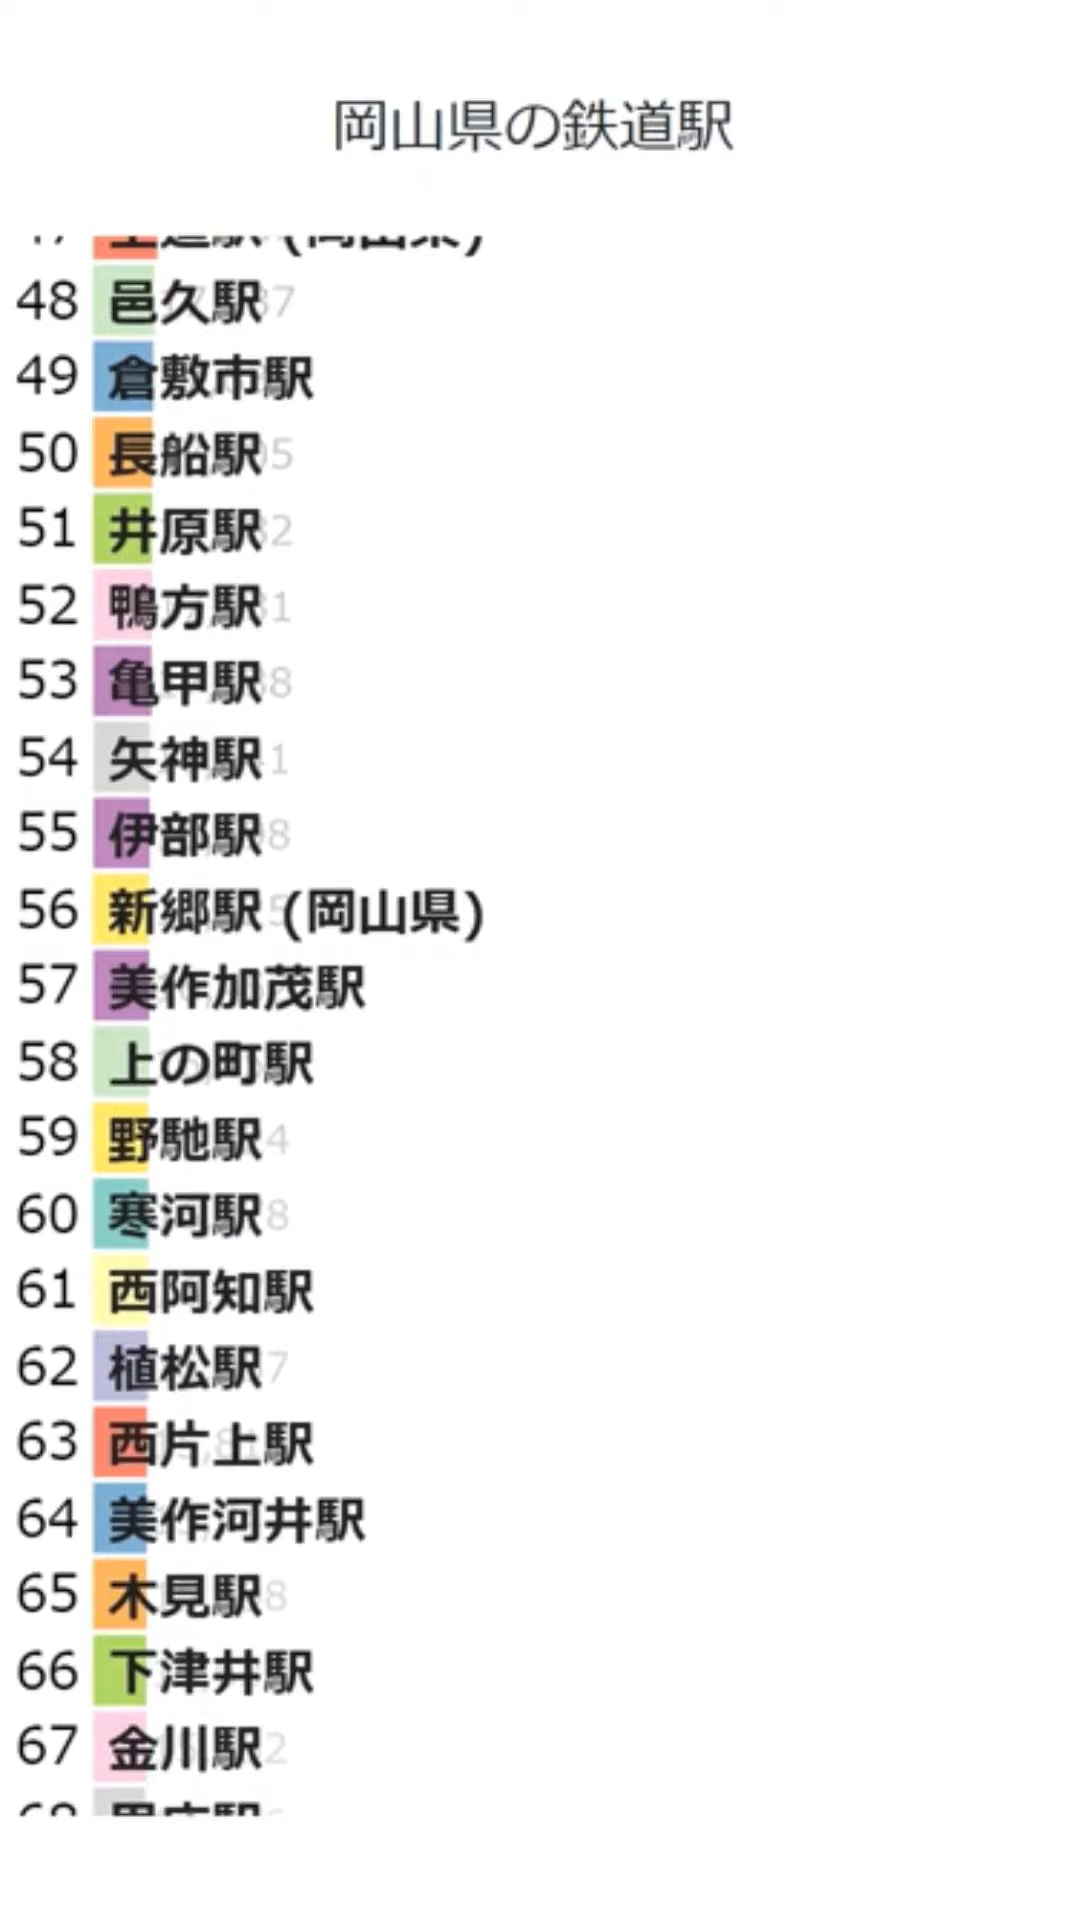 岡山県の鉄道駅
48 邑久駅
49 倉敷市駅
50 長船駅
51 井原駅
52 鴨方駅
53 亀甲駅
54 矢神駅
55 伊部駅
56 新郷駅 (岡山県)
57 美作加茂駅
58 上の町駅
59 野馳駅
60 寒河駅
61 西阿知駅
62 植松駅
63 西片上駅
64 美作河井駅
65 木見駅
66 下津井駅
67 金川駅